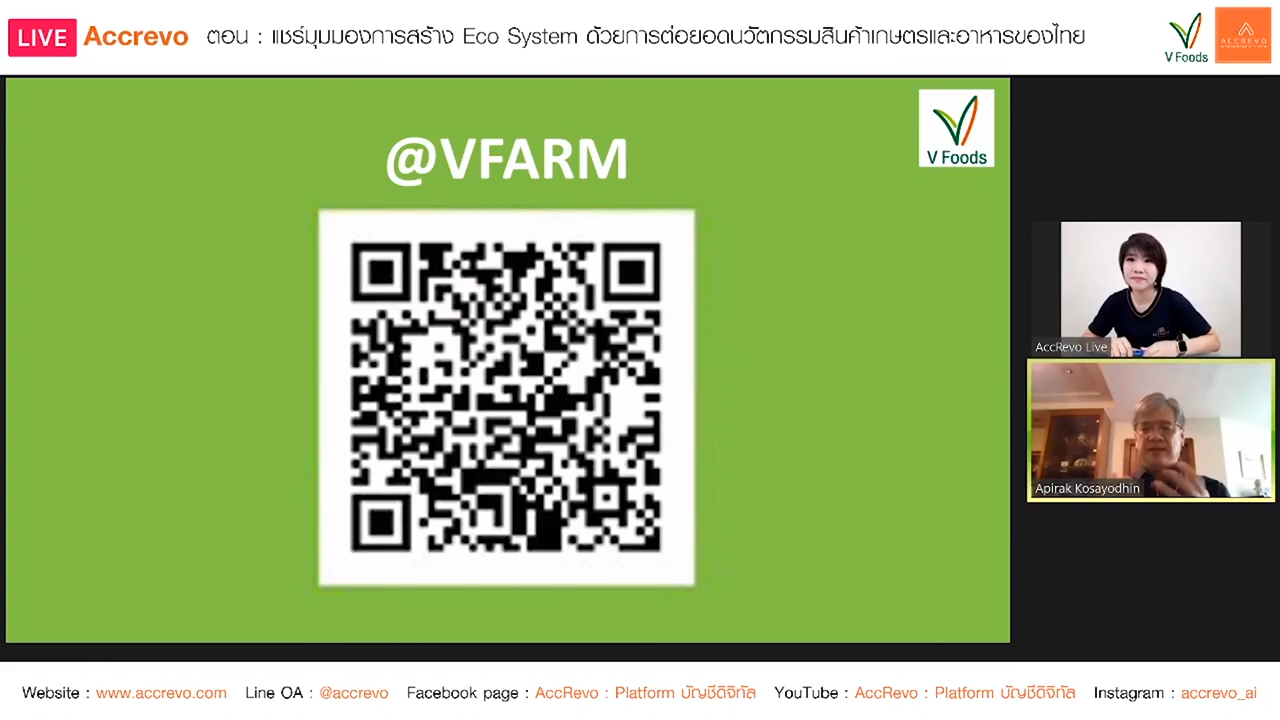 LIVE Accrevo ตอน : แชร์มุมมองการสร้าง Eco System ด้วยการต่อยอดนวัตกรรมสินค้าเกษตรและอาหารของไทย
V Foods
ACCREVO
@VFARM
V Foods
AccRevo Live
Apirak Kosayodhin
Website : www.accrevo.com Line OA : @accrevo Facebook page : AccRevo : Platform บัญชีดิจิทัล YouTube : AccRevo : Platform บัญชีดิจิทัล Instagram : accrevo_ai